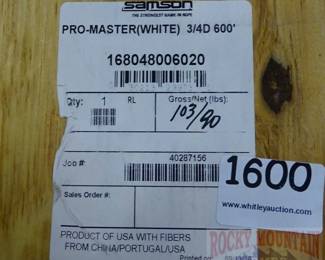 samson
THE STRONGEST NAME IN ROPE
PRO-MASTER(WHITE) 3/4D 600'
168048006020
Qty: 1 RL
Gross/Net (lbs):
103/90
Job #: 40287156
1600
www.whitleyauction.com
Sales Order #:
PRODUCT OF USA WITH FIBERS
FROM CHINA/PORTUGAL/USA
Printed on:
ROCKY MOUNTAIN